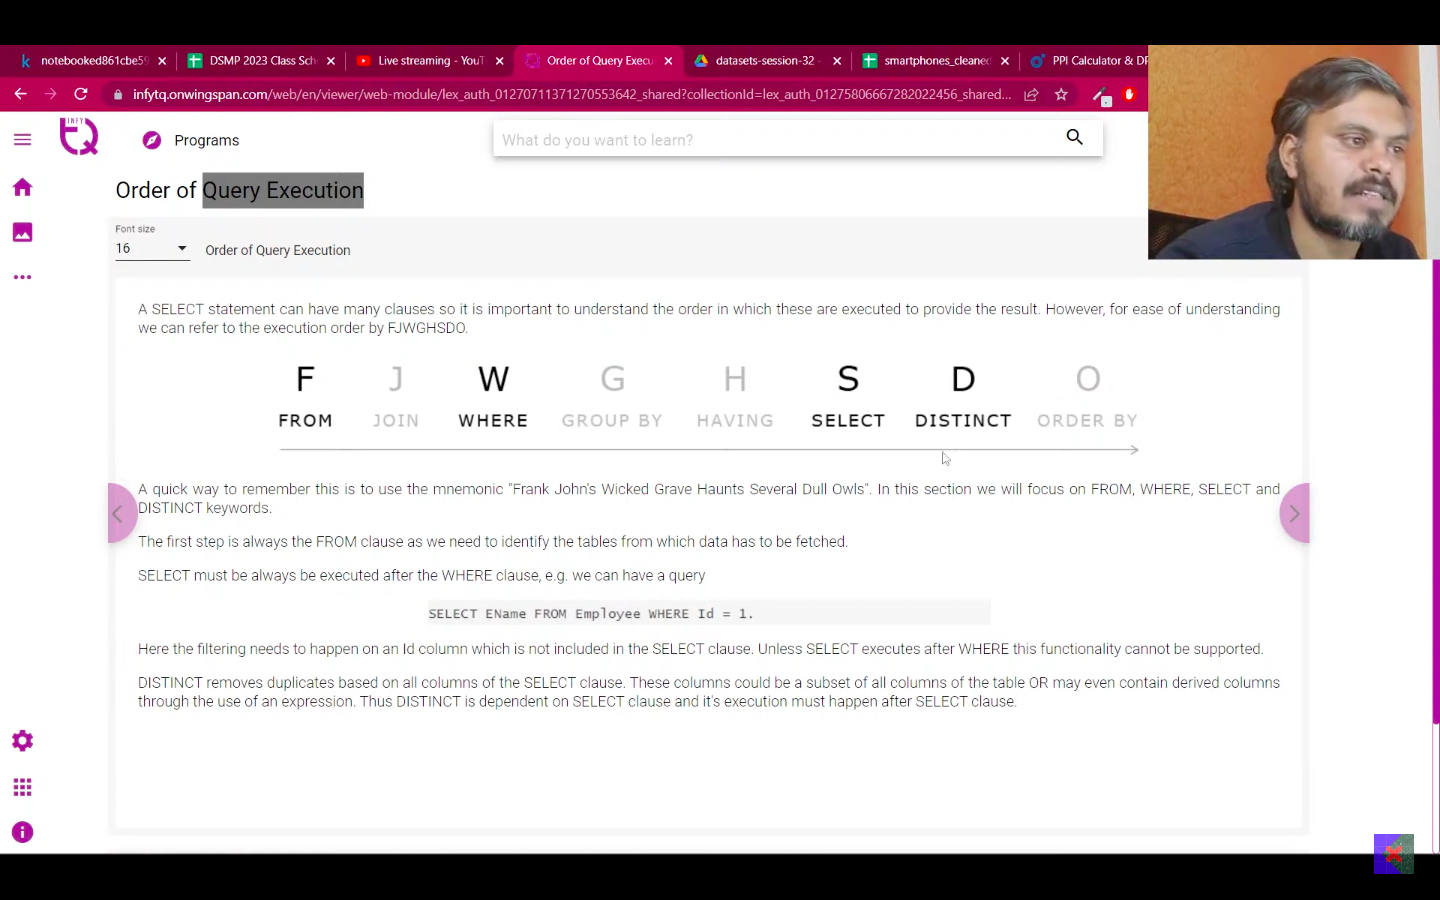 notebooked861cbe59
DSMP 2023 Class Sch
Live streaming - YouT
Order of Query Execu
datasets-session-32 -
smartphones_cleaned
PPI Calculator & DP
infytq.onwingspan.com/web/en/viewer/web-module/lex_auth_01270711371270553642_shared?collectionId=lex_auth_01275806667282022456_shared...
INFY
TQ
Programs
What do you want to learn?
Order of Query Execution
Font size
16
Order of Query Execution
A SELECT statement can have many clauses so it is important to understand the order in which these are executed to provide the result. However, for ease of understanding
we can refer to the execution order by FJWGHSDO.
F J W G H S D O
FROM JOIN WHERE GROUP BY HAVING SELECT DISTINCT ORDER BY
A quick way to remember this is to use the mnemonic "Frank John's Wicked Grave Haunts Several Dull Owls". In this section we will focus on FROM, WHERE, SELECT and
DISTINCT keywords.
The first step is always the FROM clause as we need to identify the tables from which data has to be fetched.
SELECT must be always be executed after the WHERE clause, e.g. we can have a query
SELECT EName FROM Employee WHERE Id = 1.
Here the filtering needs to happen on an Id column which is not included in the SELECT clause. Unless SELECT executes after WHERE this functionality cannot be supported.
DISTINCT removes duplicates based on all columns of the SELECT clause. These columns could be a subset of all columns of the table OR may even contain derived columns
through the use of an expression. Thus DISTINCT is dependent on SELECT clause and it's execution must happen after SELECT clause.